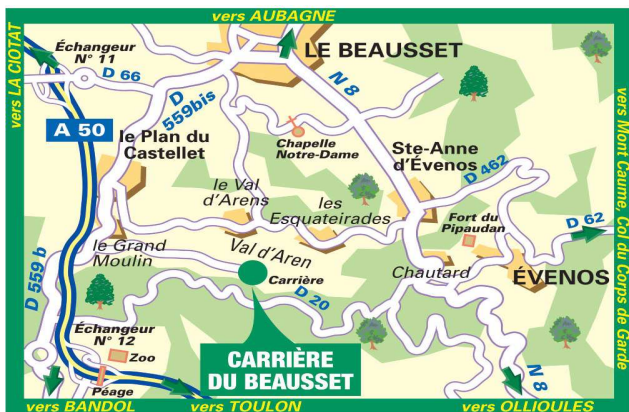 vers AUBAGNE
vers LA CIOTAT
Échangeur
N° 11
D 66
LE BEAUSSET
N 8
D
559bis
A 50
le Plan du
Castellet
Chapelle
Notre-Dame
Ste-Anne
d'Évenos
D 462
le Val
d'Arens
les
Esquateirades
Fort du
Pipaudan
D 62
vers Mont Caume, Col du Corps de Garde
le Grand
Moulin
Val d'Aren
Carrière
Chautard
ÉVENOS
D 559 b
D 20
Échangeur
N° 12
Zoo
CARRIÈRE
DU BEAUSSET
Péage
N 8
vers BANDOL
vers TOULON
vers OLLIOULES